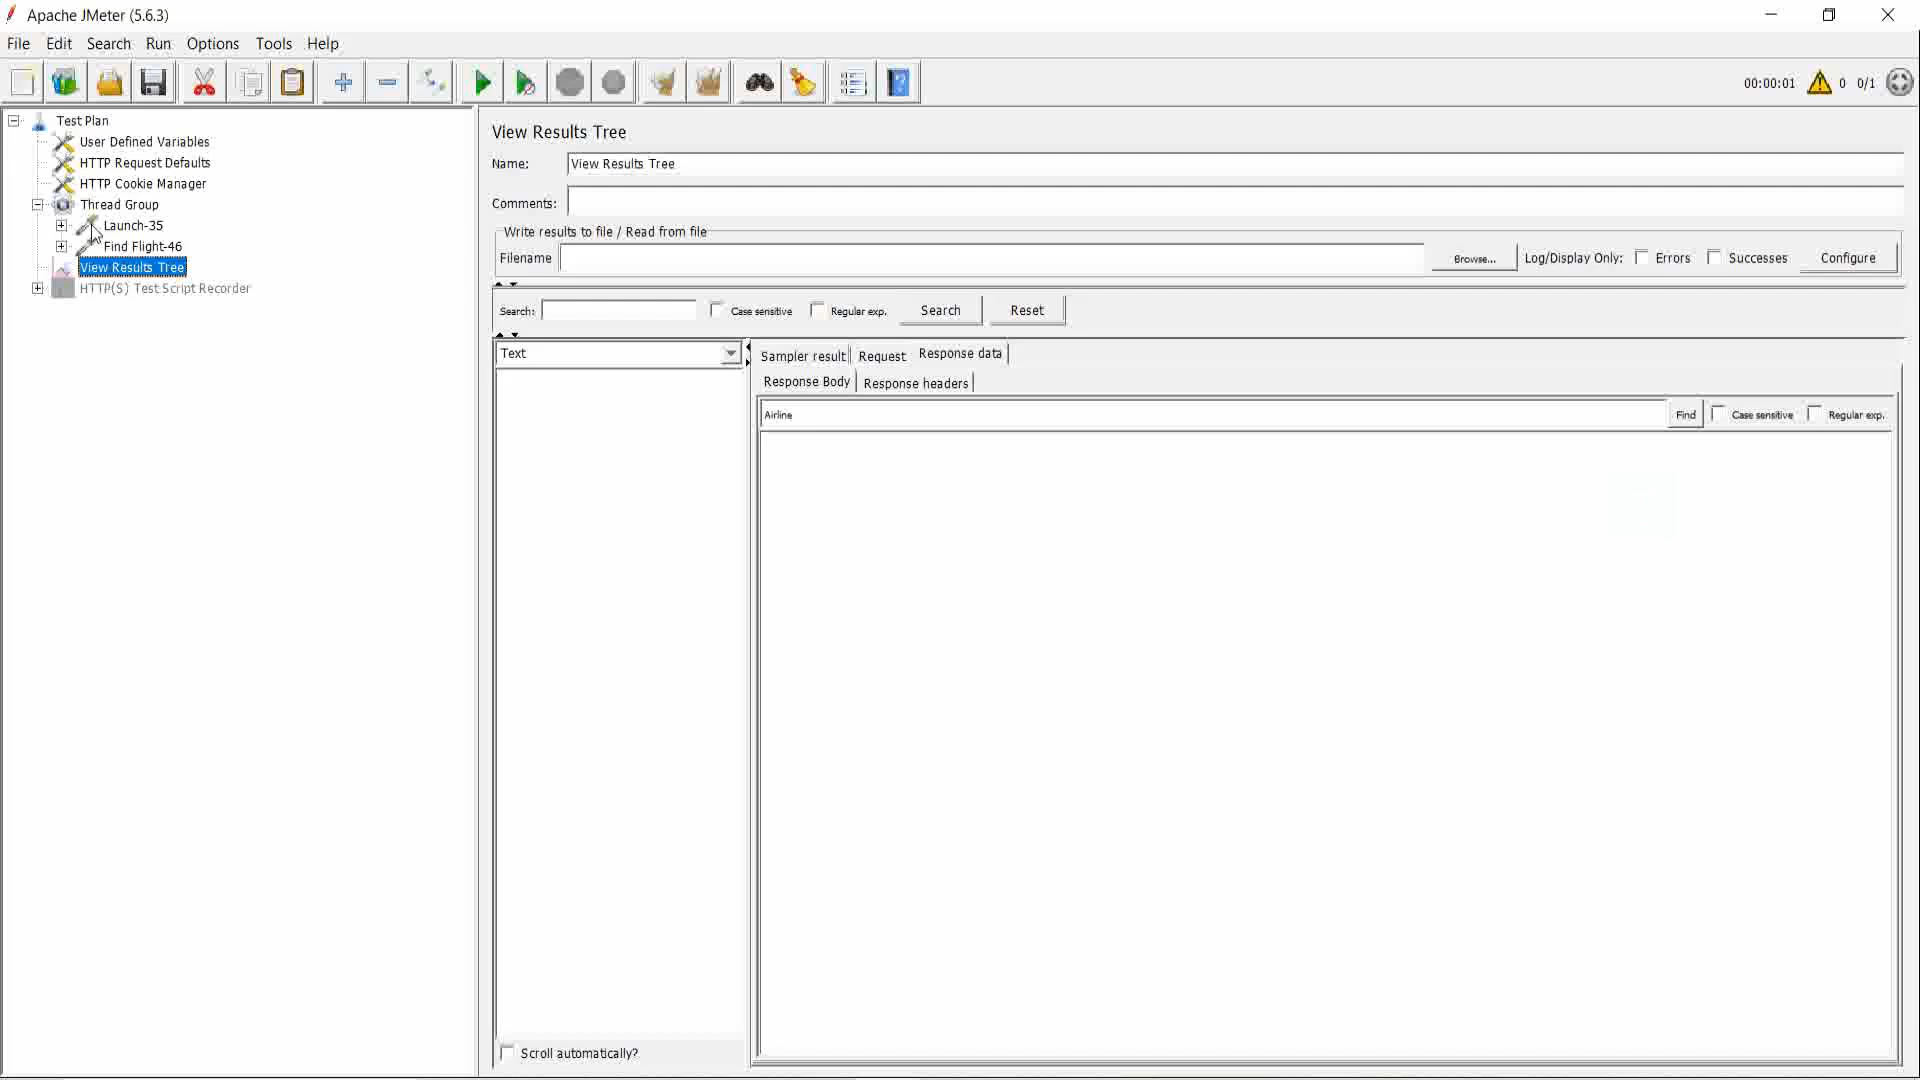 Apache JMeter (5.6.3)
File Edit Search Run Options Tools Help
00:00:01 0 0/1
Test Plan
User Defined Variables
HTTP Request Defaults
HTTP Cookie Manager
Thread Group
Launch-35
Find Flight-46
View Results Tree
HTTP(S) Test Script Recorder
View Results Tree
Name: View Results Tree
Comments:
Write results to file / Read from file
Filename Browse... Log/Display Only: Errors Successes Configure
Search: Case sensitive Regular exp. Search Reset
Text
Sampler result Request Response data
Response Body Response headers
Airline Find Case sensitive Regular exp.
Scroll automatically?